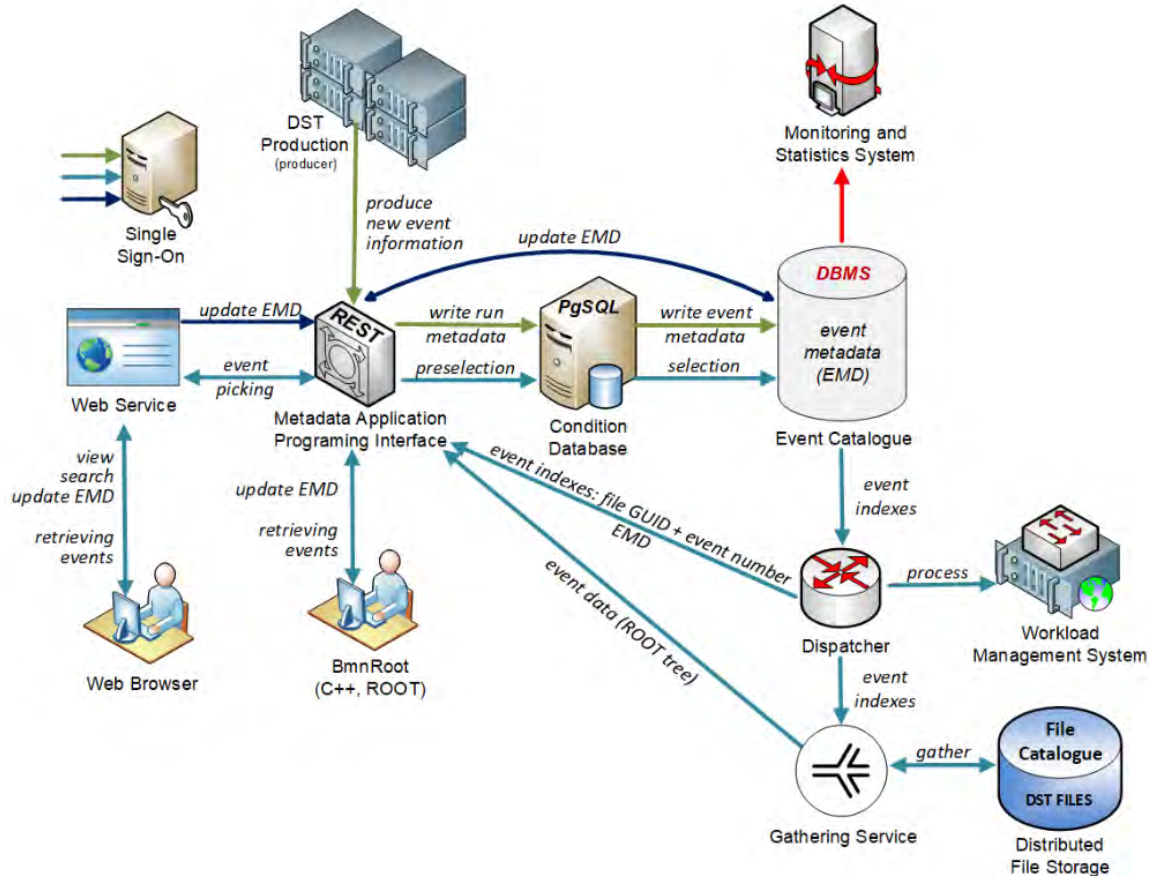 DST
Production
(producer)
Monitoring and
Statistics System
Single
Sign-On
produce
new event
information
update EMD
update EMD
REST
write run
metadata
PgSQL
write event
metadata
DBMS
event
metadata
(EMD)
event
picking
preselection
selection
Web Service
Metadata Application
Programing Interface
Condition
Database
Event Catalogue
view
search
update EMD
retrieving
events
update EMD
retrieving
events
event indexes: file GUID + event number
EMD
event
indexes
event data (ROOT tree)
process
Dispatcher
Workload
Management System
Web Browser
BmnRoot
(C++, ROOT)
event
indexes
gather
File
Catalogue
DST FILES
Gathering Service
Distributed
File Storage